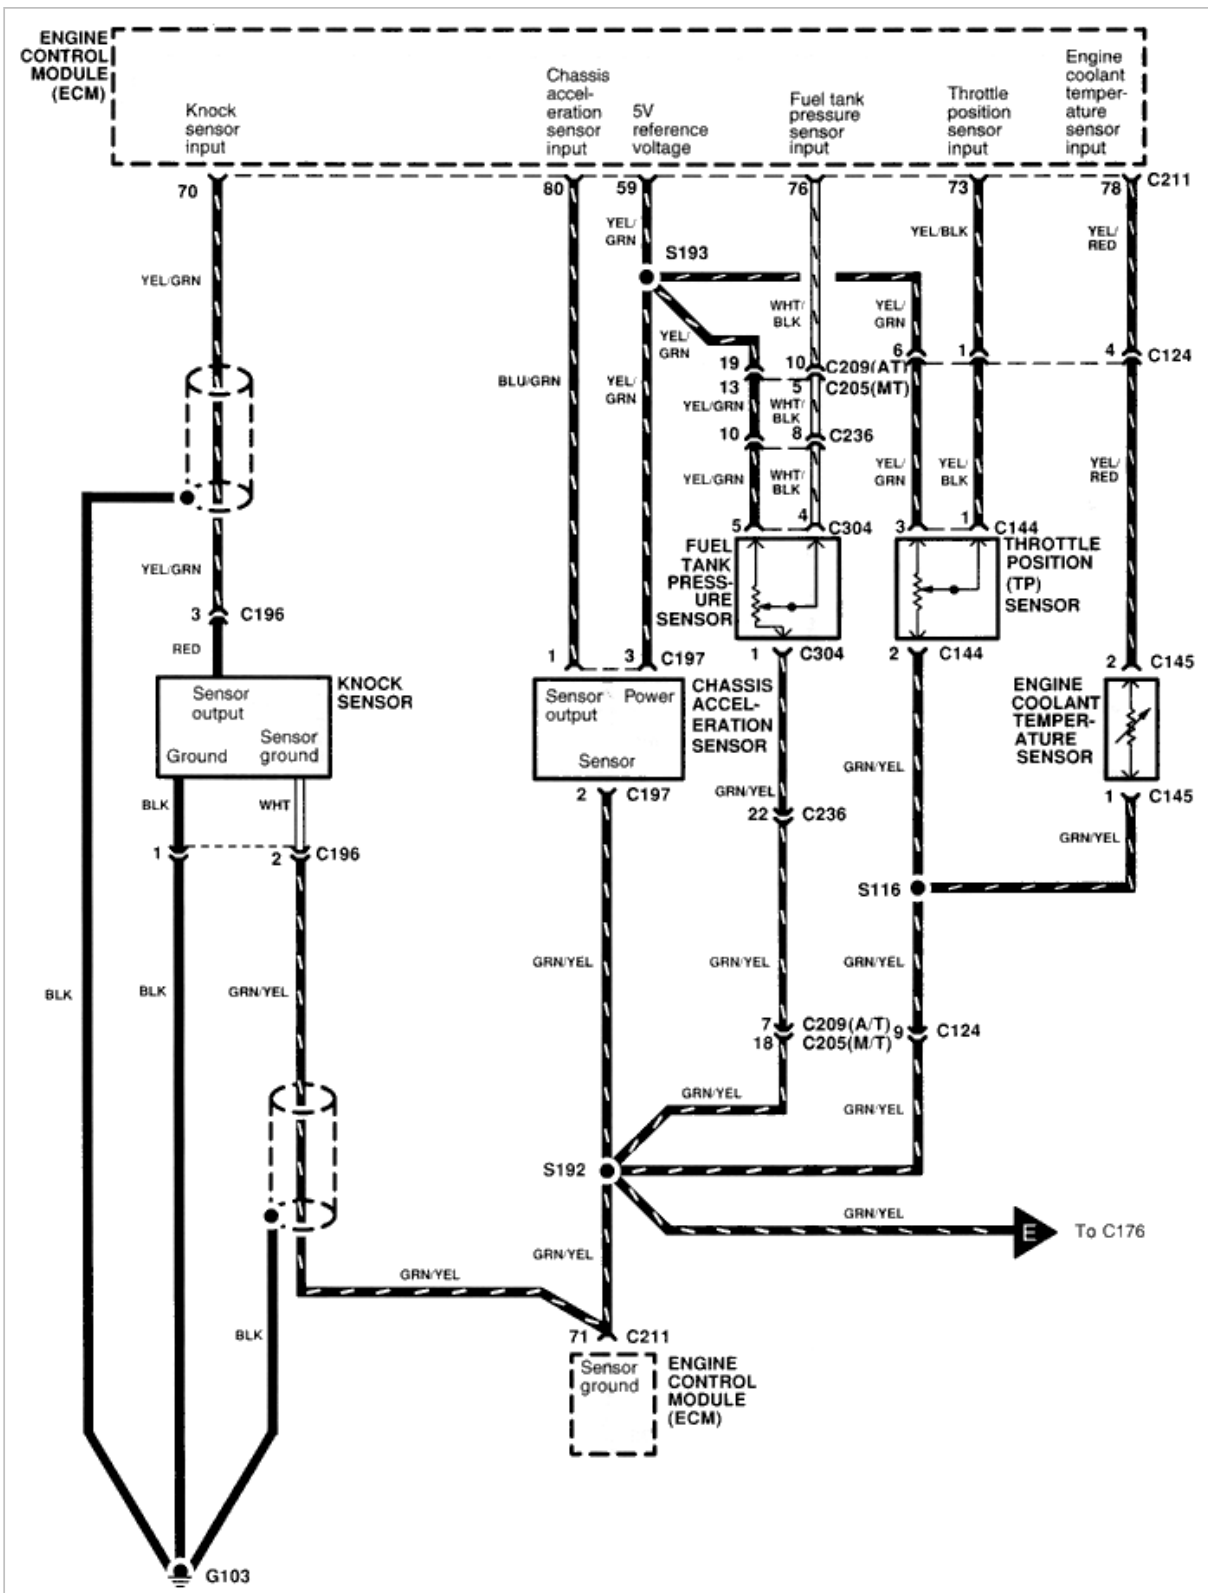 ENGINE
CONTROL
MODULE
(ECM)
Knock
sensor
input
Chassis
accel-
eration
sensor
input
5V
reference
voltage
Fuel tank
pressure
sensor
input
Throttle
position
sensor
input
Engine
coolant
temper-
ature
sensor
input
70
80
59
76
73
78
C211
YEL/GRN
YEL/
GRN
S193
YEL/BLK
YEL/
RED
WHT/
BLK
YEL/
GRN
YEL/
GRN
6
1
4
C124
19
10
C209(AT)
BLU/GRN
YEL/
GRN
13
5
C205(MT)
YEL/GRN
WHT/
BLK
10
8
C236
YEL/GRN
WHT/
BLK
YEL/
GRN
YEL/
BLK
YEL/
RED
5
4
C304
3
1
C144
YEL/GRN
FUEL
TANK
PRESS-
URE
SENSOR
THROTTLE
POSITION
(TP)
SENSOR
3
C196
RED
1
3
C197
1
C304
2
C144
2
C145
Sensor
output
Ground
Sensor
ground
KNOCK
SENSOR
Sensor
output
Power
Sensor
CHASSIS
ACCEL-
ERATION
SENSOR
ENGINE
COOLANT
TEMPER-
ATURE
SENSOR
GRN/YEL
BLK
WHT
2
C197
GRN/YEL
22
C236
1
C145
GRN/YEL
1
2
C196
S116
BLK
BLK
GRN/YEL
GRN/YEL
GRN/YEL
GRN/YEL
7
C209(A/T)
18
C205(M/T)
9
C124
GRN/YEL
GRN/YEL
S192
GRN/YEL
E
To C176
GRN/YEL
GRN/YEL
BLK
71
C211
Sensor
ground
ENGINE
CONTROL
MODULE
(ECM)
G103